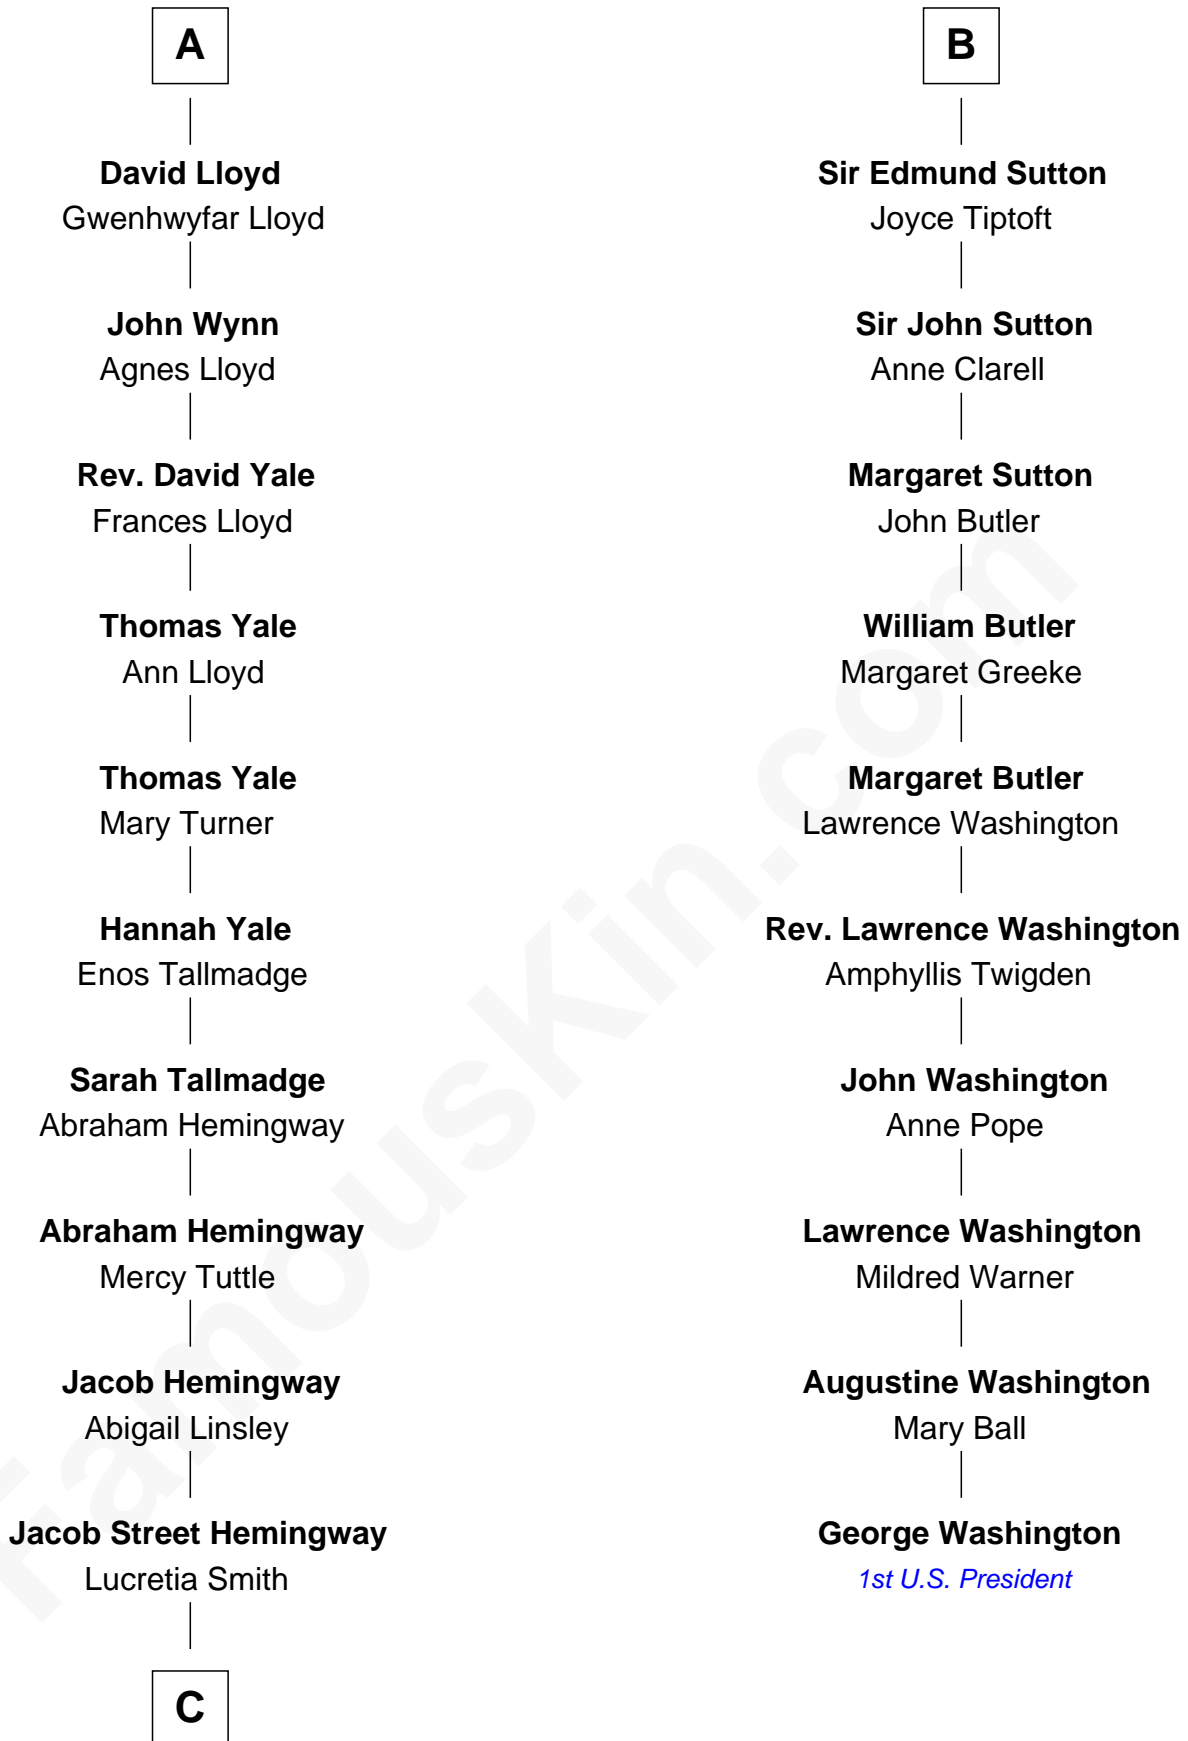 A
David Lloyd
Gwenhwyfar Lloyd
John Wynn
Agnes Lloyd
Rev. David Yale
Frances Lloyd
Thomas Yale
Ann Lloyd
Thomas Yale
Mary Turner
Hannah Yale
Enos Tallmadge
Sarah Tallmadge
Abraham Hemingway
Abraham Hemingway
Mercy Tuttle
Jacob Hemingway
Abigail Linsley
Jacob Street Hemingway
Lucretia Smith
C
B
Sir Edmund Sutton
Joyce Tiptoft
Sir John Sutton
Anne Clarell
Margaret Sutton
John Butler
William Butler
Margaret Greeke
Margaret Butler
Lawrence Washington
Rev. Lawrence Washington
Amphyllis Twigden
John Washington
Anne Pope
Lawrence Washington
Mildred Warner
Augustine Washington
Mary Ball
George Washington
1st U.S. President
FamousKin.com